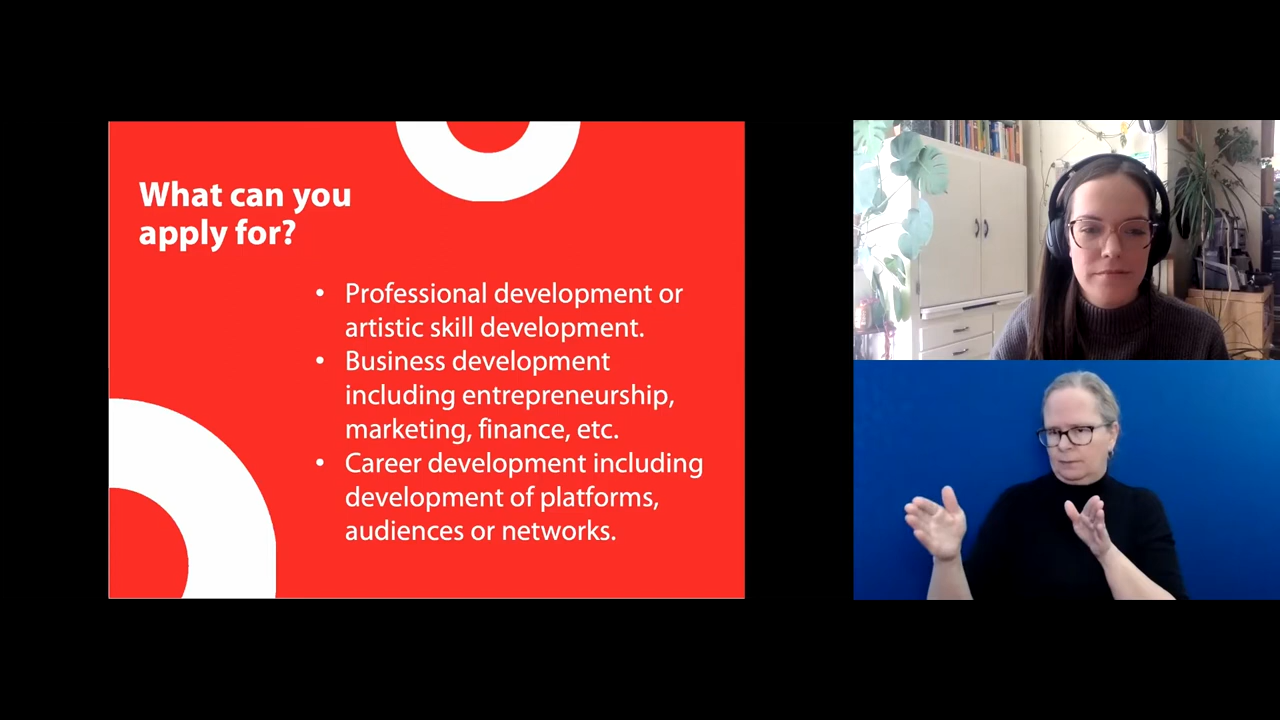 What can you
apply for?
• Professional development or
artistic skill development.
• Business development
including entrepreneurship,
marketing, finance, etc.
• Career development including
development of platforms,
audiences or networks.